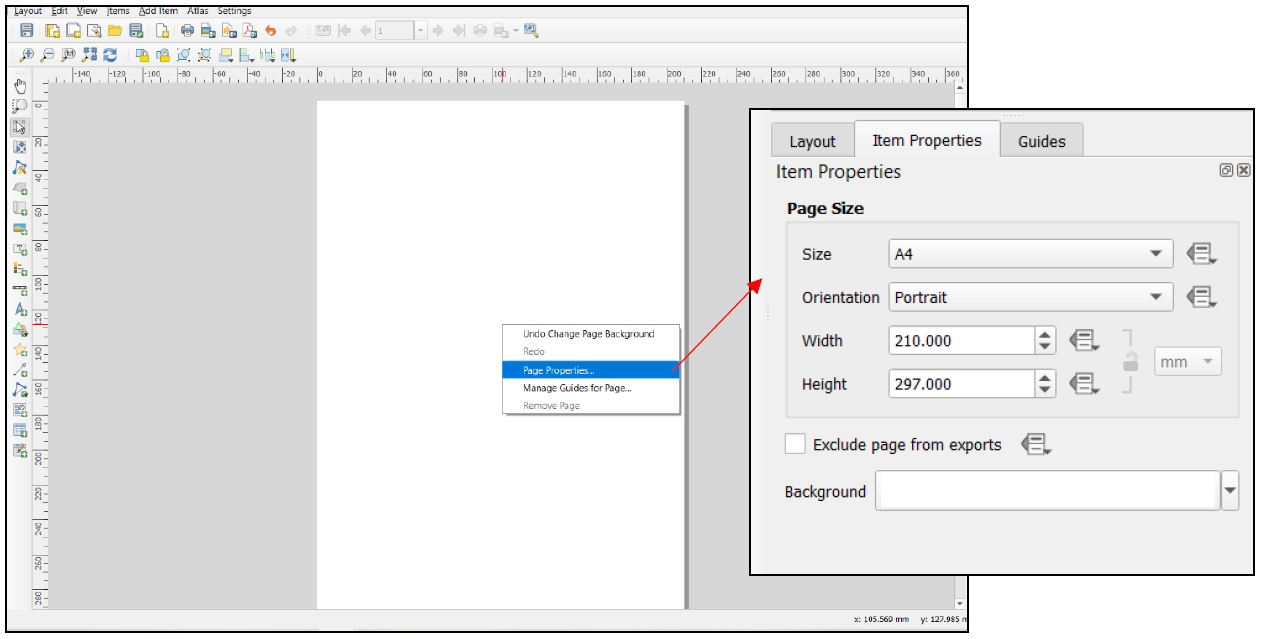 Layout Edit View Items Add Item Atlas Settings
1
-140 -120 -100 -80 -60 -40 -20 0 20 40 60 80 100 120 140 160 180 200 220 240 260 280 300 320 340 360
0
20
40
60
80
100
120
140
160
180
200
220
240
260
280
Undo Change Page Background
Redo
Page Properties...
Manage Guides for Page...
Remove Page
x: 105.569 mm y: 127.985 m
Layout Item Properties Guides
Item Properties
Page Size
Size A4
Orientation Portrait
Width 210.000
mm
Height 297.000
Exclude page from exports
Background